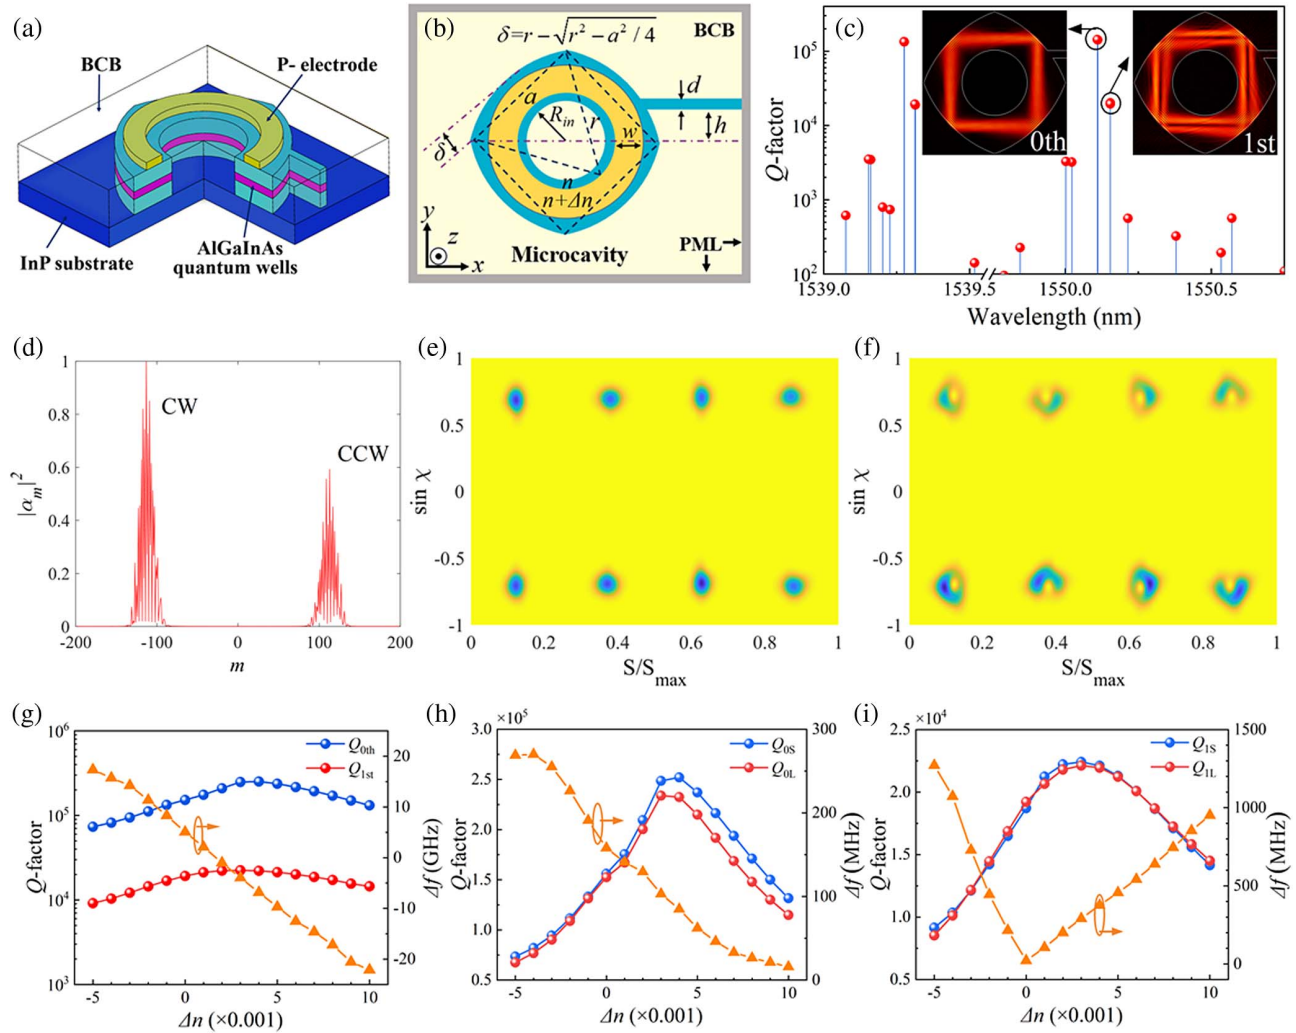 (a)
BCB
P- electrode
InP substrate
AlGaInAs
quantum wells
(b)
δ=r−√r²−a²/4
BCB
a
R_in
r
d
h
w
δ
n
n+Δn
y
z
x
Microcavity
PML
(c)
Q-factor
10⁵
10⁴
10³
10²
0th
1st
1539.0
1539.5
1550.0
1550.5
Wavelength (nm)
(d)
|α_m|²
1
0.8
0.6
0.4
0.2
0
CW
CCW
-200
-100
0
100
200
m
(e)
sin χ
1
0.5
0
-0.5
-1
0
0.2
0.4
0.6
0.8
1
S/S_max
(f)
sin χ
1
0.5
0
-0.5
-1
0
0.2
0.4
0.6
0.8
1
S/S_max
(g)
Q-factor
10⁶
10⁵
10⁴
10³
Q_0th
Q_1st
20
10
0
-10
-20
Δf (GHz)
-5
0
5
10
Δn (×0.001)
(h)
×10⁵
Q-factor
3.0
2.5
2.0
1.5
1.0
0.5
Q_0S
Q_0L
300
200
100
0
Δf (MHz)
-5
0
5
10
Δn (×0.001)
(i)
×10⁴
Q-factor
2.5
2.0
1.5
1.0
0.5
Q_1S
Q_1L
1500
1000
500
0
Δf (MHz)
-5
0
5
10
Δn (×0.001)